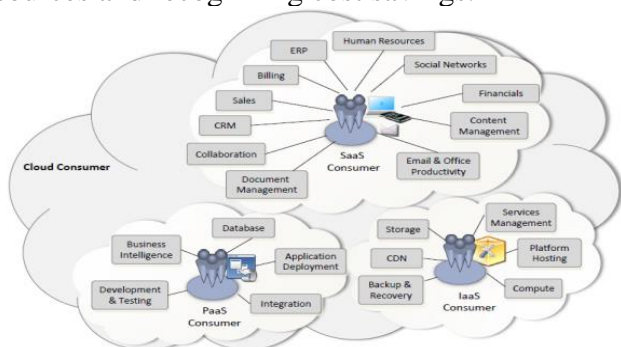 Human Resources
ERP
Social Networks
Billing
Financials
Sales
Content
Management
CRM
SaaS
Consumer
Collaboration
Email & Office
Productivity
Document
Management
Cloud Consumer
Database
Business
Intelligence
Application
Deployment
Development
& Testing
Integration
PaaS
Consumer
Services
Management
Storage
Platform
Hosting
CDN
Backup &
Recovery
Compute
IaaS
Consumer